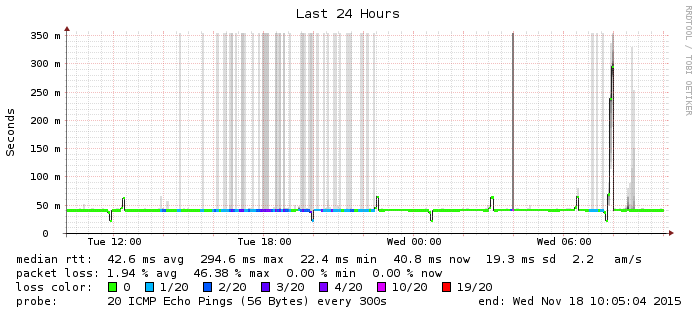 Last 24 Hours
RRDTOOL / TOBI OETIKER
Seconds
350 m
300 m
250 m
200 m
150 m
100 m
50 m
0
Tue 12:00 Tue 18:00 Wed 00:00 Wed 06:00
median rtt: 42.6 ms avg 294.6 ms max 22.4 ms min 40.8 ms now 19.3 ms sd 2.2 am/s
packet loss: 1.94 % avg 46.38 % max 0.00 % min 0.00 % now
loss color: 0 1/20 2/20 3/20 4/20 10/20 19/20
probe: 20 ICMP Echo Pings (56 Bytes) every 300s end: Wed Nov 18 10:05:04 2015